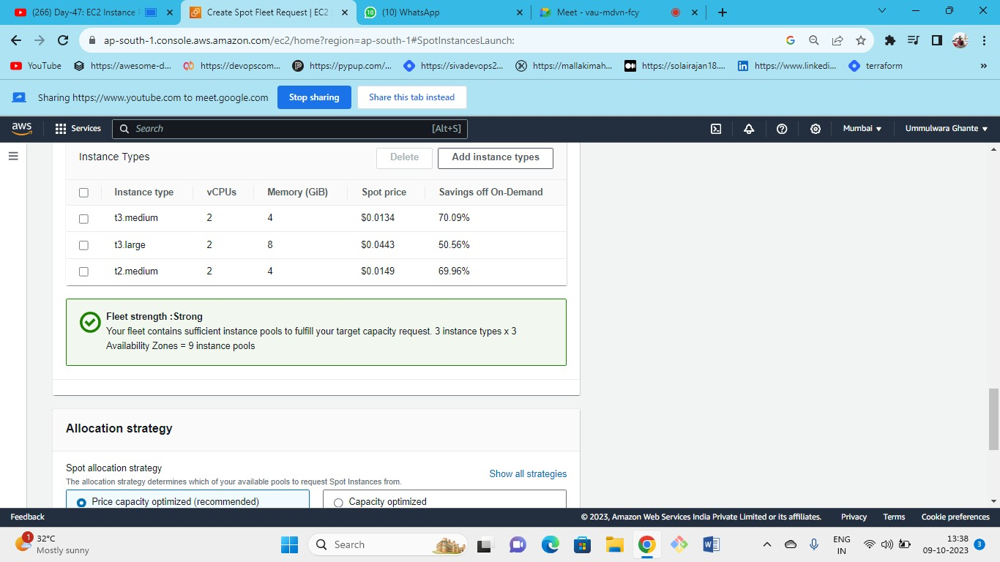 (266) Day-47: EC2 Instance P
Create Spot Fleet Request | EC2
(10) WhatsApp
Meet - vau-mdvn-fcy
ap-south-1.console.aws.amazon.com/ec2/home?region=ap-south-1#SpotInstancesLaunch:
YouTube
https://awesome-d...
https://devopscom...
https://pypup.com/...
https://sivadevops2...
https://mallakimah...
https://solairajan18....
https://www.linkedi...
terraform
Sharing https://www.youtube.com to meet.google.com
Stop sharing
Share this tab instead
aws
Services
Search
[Alt+S]
Mumbai
Ummulwara Ghante
Instance Types
Delete
Add instance types
Instance type vCPUs Memory (GiB) Spot price Savings off On-Demand
t3.medium 2 4 $0.0134 70.09%
t3.large 2 8 $0.0443 50.56%
t2.medium 2 4 $0.0149 69.96%
Fleet strength :Strong
Your fleet contains sufficient instance pools to fulfill your target capacity request. 3 instance types x 3
Availability Zones = 9 instance pools
Allocation strategy
Spot allocation strategy
Show all strategies
The allocation strategy determines which of your available pools to request Spot Instances from.
Price capacity optimized (recommended)
Capacity optimized
Feedback
© 2023, Amazon Web Services India Private Limited or its affiliates.
Privacy
Terms
Cookie preferences
1
32°C
Mostly sunny
Search
ENG
IN
13:38
09-10-2023
3